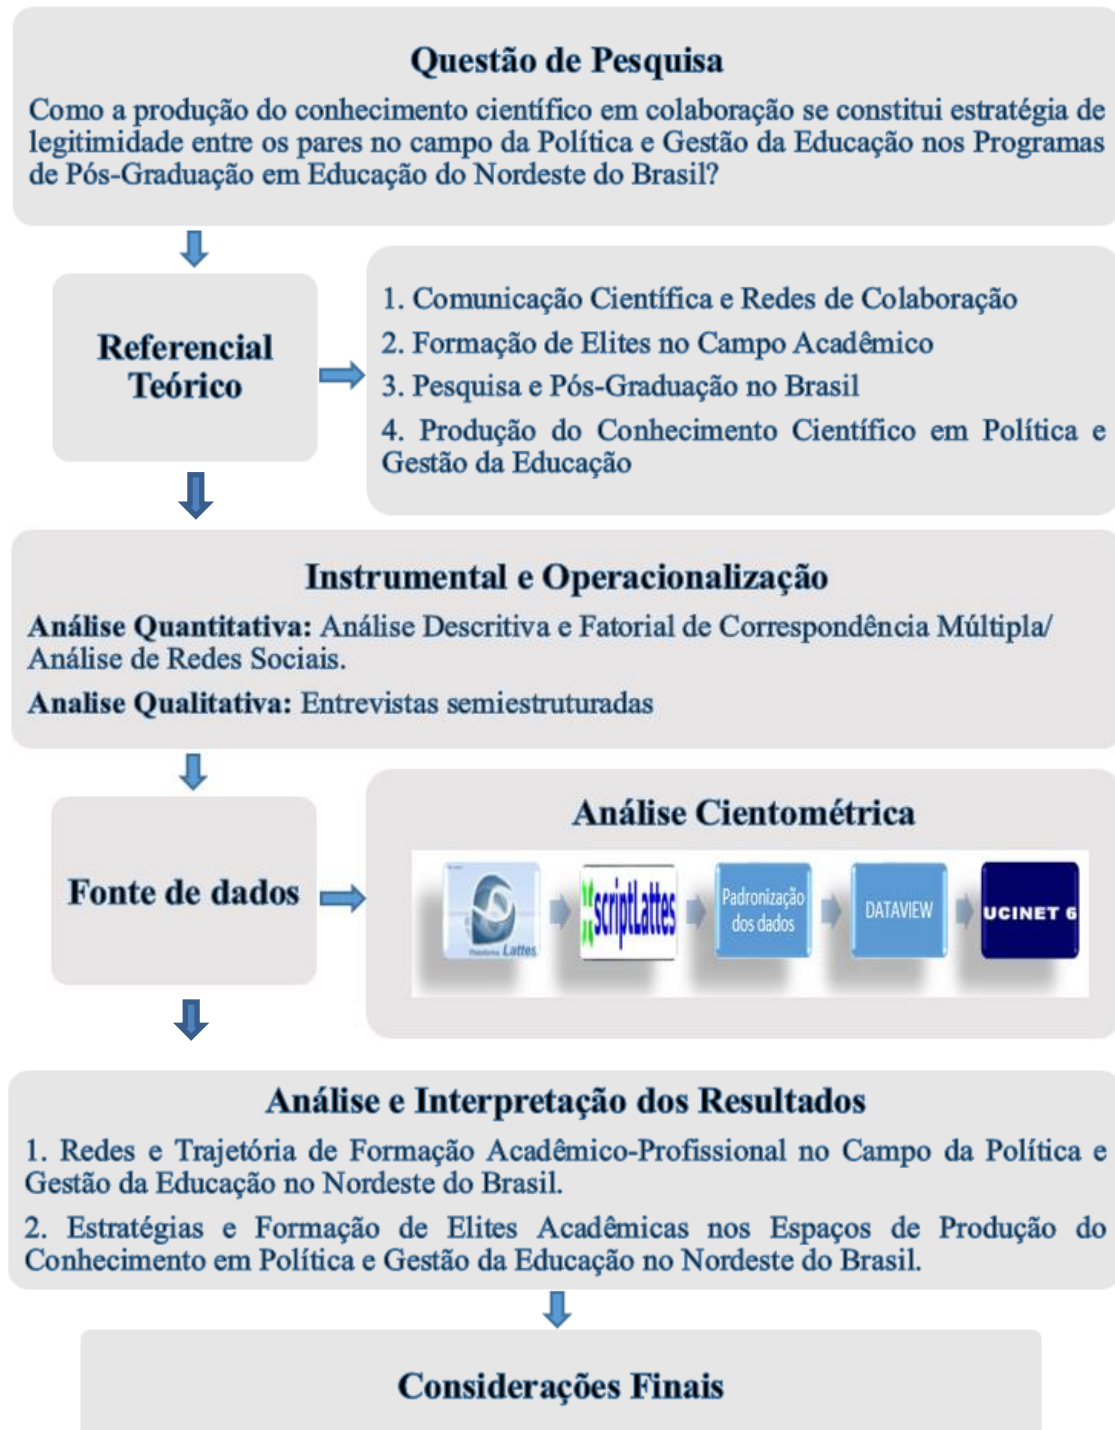 Questão de Pesquisa
Como a produção do conhecimento científico em colaboração se constitui estratégia de
legitimidade entre os pares no campo da Política e Gestão da Educação nos Programas
de Pós-Graduação em Educação do Nordeste do Brasil?
Referencial
Teórico
1. Comunicação Científica e Redes de Colaboração
2. Formação de Elites no Campo Acadêmico
3. Pesquisa e Pós-Graduação no Brasil
4. Produção do Conhecimento Científico em Política e
Gestão da Educação
Instrumental e Operacionalização
Análise Quantitativa: Análise Descritiva e Fatorial de Correspondência Múltipla/
Análise de Redes Sociais.
Analise Qualitativa: Entrevistas semiestruturadas
Fonte de dados
Análise Cientométrica
Plataforma Lattes
scriptLattes
Padronização
dos dados
DATAVIEW
UCINET 6
Análise e Interpretação dos Resultados
1. Redes e Trajetória de Formação Acadêmico-Profissional no Campo da Política e
Gestão da Educação no Nordeste do Brasil.
2. Estratégias e Formação de Elites Acadêmicas nos Espaços de Produção do
Conhecimento em Política e Gestão da Educação no Nordeste do Brasil.
Considerações Finais